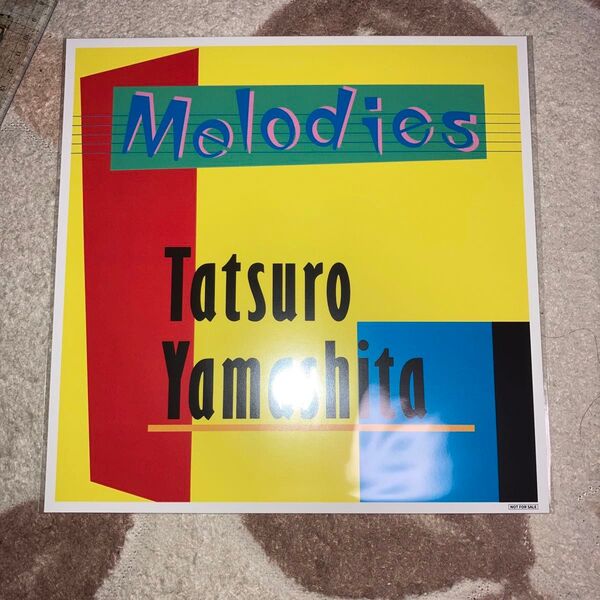 Melodies
Tatsuro
Yamashita
NOT FOR SALE